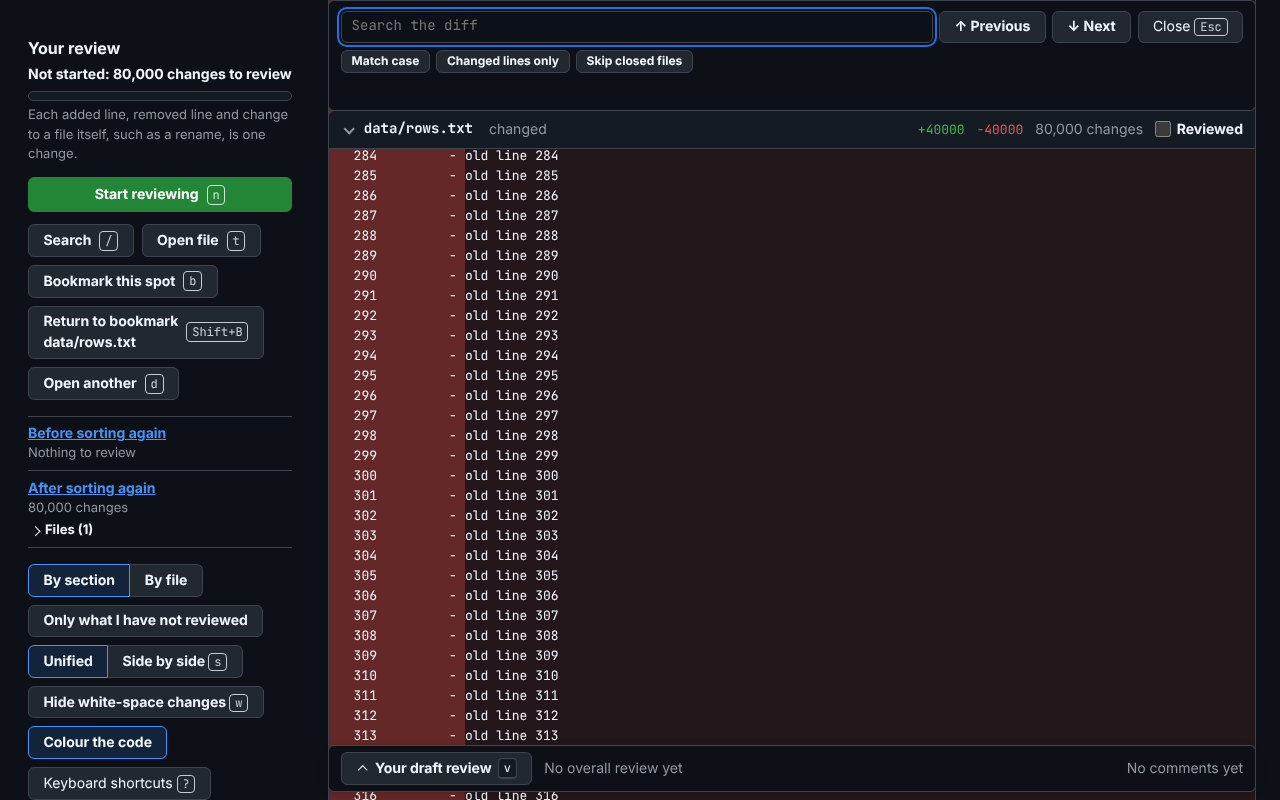 Your review
Not started: 80,000 changes to review
Each added line, removed line and change
to a file itself, such as a rename, is one
change.
Start reviewing n
Search / Open file t
Bookmark this spot b
Return to bookmark
data/rows.txt Shift+B
Open another d
Before sorting again
Nothing to review
After sorting again
80,000 changes
Files (1)
By section By file
Only what I have not reviewed
Unified Side by side s
Hide white-space changes w
Colour the code
Keyboard shortcuts ?
Search the diff ↑ Previous ↓ Next Close Esc
Match case Changed lines only Skip closed files
data/rows.txt changed +40000 -40000 80,000 changes Reviewed
284 - old line 284
285 - old line 285
286 - old line 286
287 - old line 287
288 - old line 288
289 - old line 289
290 - old line 290
291 - old line 291
292 - old line 292
293 - old line 293
294 - old line 294
295 - old line 295
296 - old line 296
297 - old line 297
298 - old line 298
299 - old line 299
300 - old line 300
301 - old line 301
302 - old line 302
303 - old line 303
304 - old line 304
305 - old line 305
306 - old line 306
307 - old line 307
308 - old line 308
309 - old line 309
310 - old line 310
311 - old line 311
312 - old line 312
313 - old line 313
Your draft review v No overall review yet No comments yet
316 - old line 316